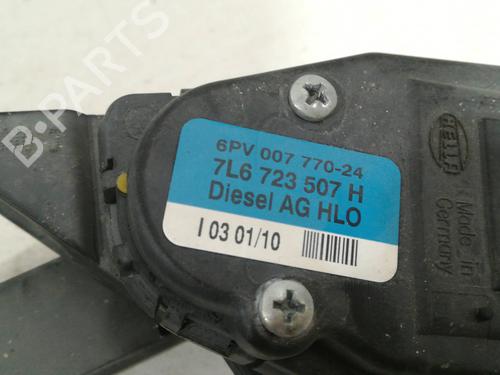 6PV 007 770-24
7L6 723 507 H
Diesel AG HLO
I 03 01/10
HELLA
Made in
Germany
B-Parts